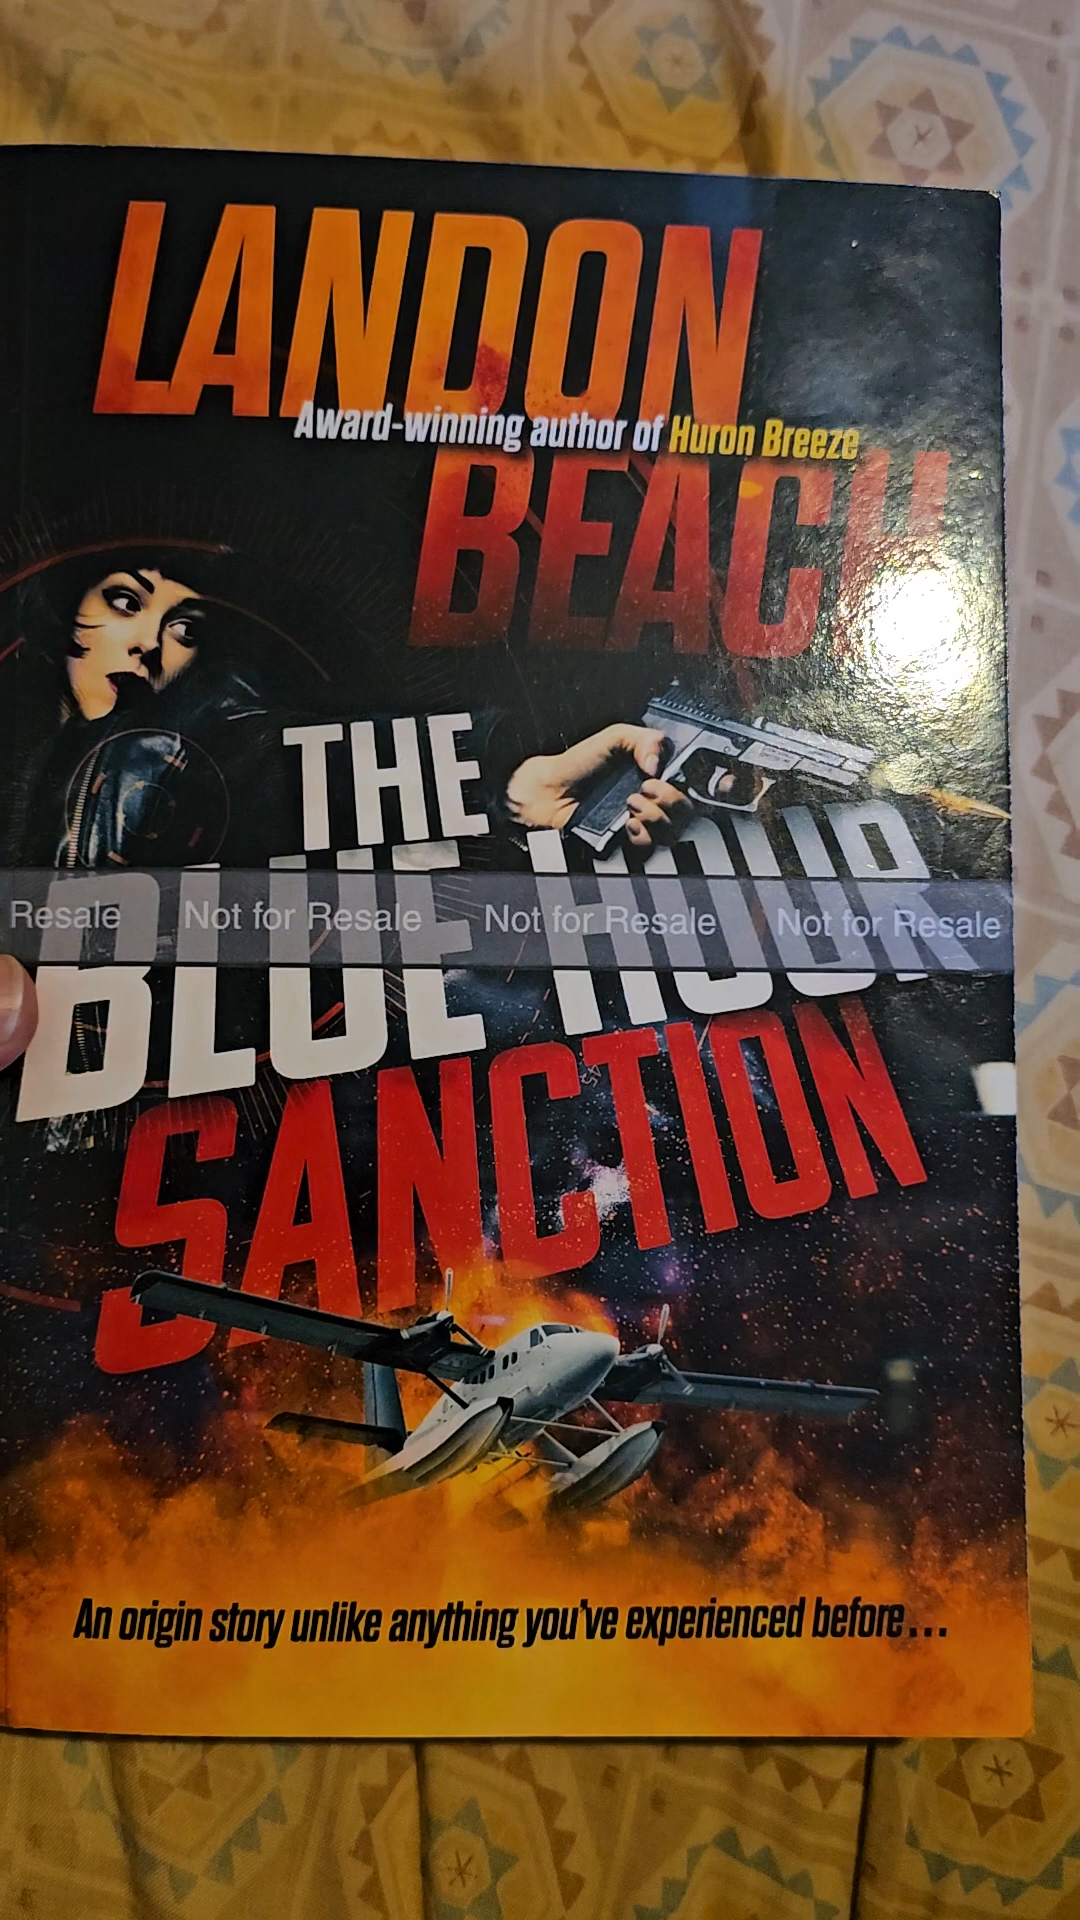 LANDON
Award-winning author of Huron Breeze
BEACH
THE
BLUE HOUR
Resale Not for Resale Not for Resale Not for Resale
SANCTION
An origin story unlike anything you've experienced before...